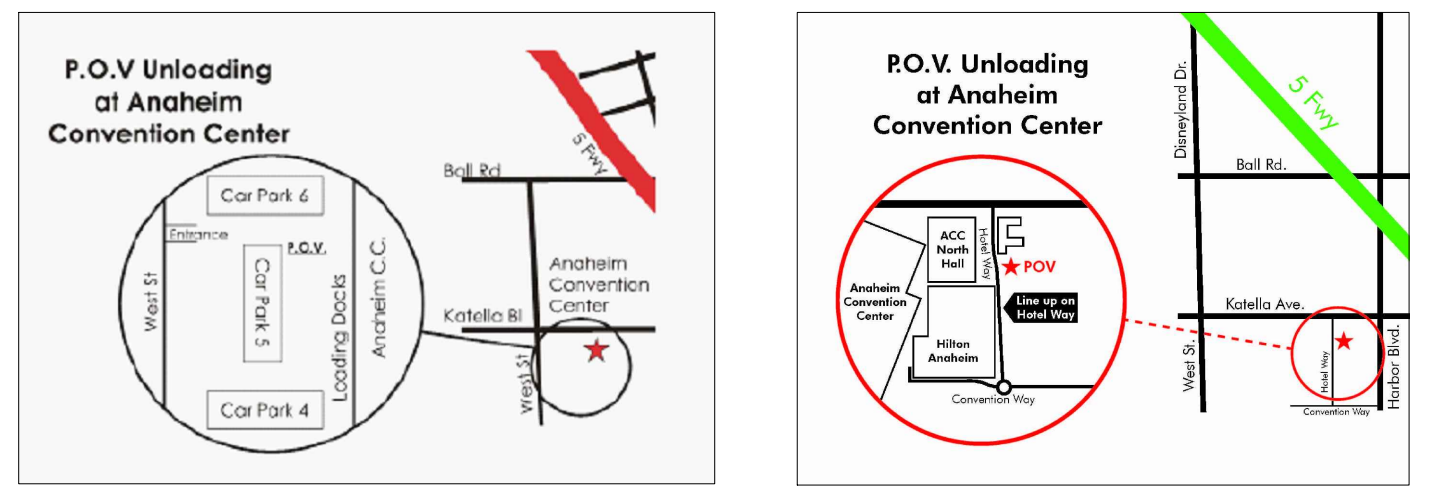 P.O.V Unloading
at Anaheim
Convention Center
5 Fwy
Ball Rd
Car Park 6
Entrance
P.O.V.
West St
Car Park 5
Loading Docks
Anaheim C.C.
Car Park 4
Anaheim
Convention
Center
Katella Bl
West St
P.O.V. Unloading
at Anaheim
Convention Center
Disneyland Dr.
5 Fwy
Ball Rd.
ACC
North
Hall
Hotel Way
POV
Anaheim
Convention
Center
Line up on
Hotel Way
Hilton
Anaheim
Convention Way
Katella Ave.
West St.
Hotel Way
Harbor Blvd.
Convention Way